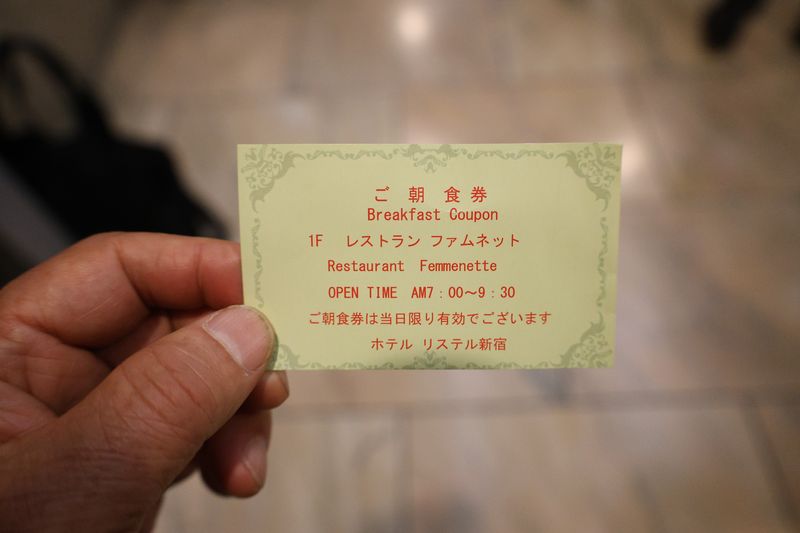 ご 朝 食 券
Breakfast Coupon
1F レストラン ファムネット
Restaurant Femmenette
OPEN TIME AM7：00～9：30
ご朝食券は当日限り有効でございます
ホテル リステル新宿